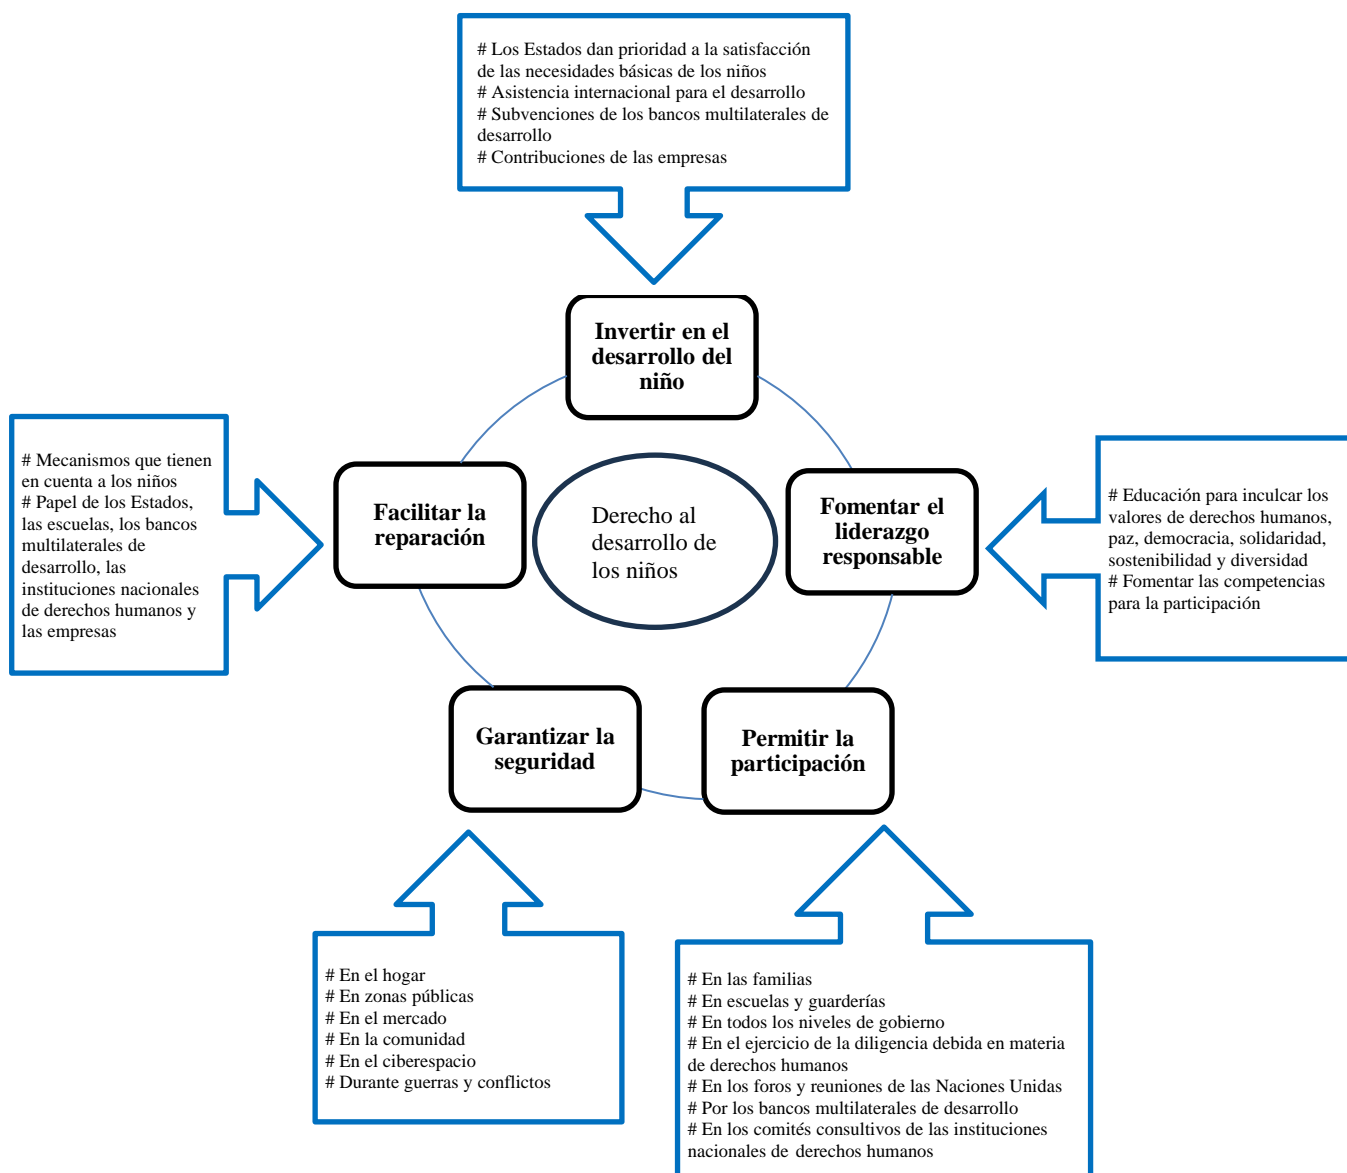 # Los Estados dan prioridad a la satisfacción
de las necesidades básicas de los niños
# Asistencia internacional para el desarrollo
# Subvenciones de los bancos multilaterales de
desarrollo
# Contribuciones de las empresas
Invertir en el
desarrollo del
niño
# Mecanismos que tienen
en cuenta a los niños
# Papel de los Estados,
las escuelas, los bancos
multilaterales de
desarrollo, las
instituciones nacionales
de derechos humanos y
las empresas
Facilitar la
reparación
Derecho al
desarrollo de
los niños
Fomentar el
liderazgo
responsable
# Educación para inculcar los
valores de derechos humanos,
paz, democracia, solidaridad,
sostenibilidad y diversidad
# Fomentar las competencias
para la participación
Garantizar la
seguridad
Permitir la
participación
# En el hogar
# En zonas públicas
# En el mercado
# En la comunidad
# En el ciberespacio
# Durante guerras y conflictos
# En las familias
# En escuelas y guarderías
# En todos los niveles de gobierno
# En el ejercicio de la diligencia debida en materia
de derechos humanos
# En los foros y reuniones de las Naciones Unidas
# Por los bancos multilaterales de desarrollo
# En los comités consultivos de las instituciones
nacionales de derechos humanos